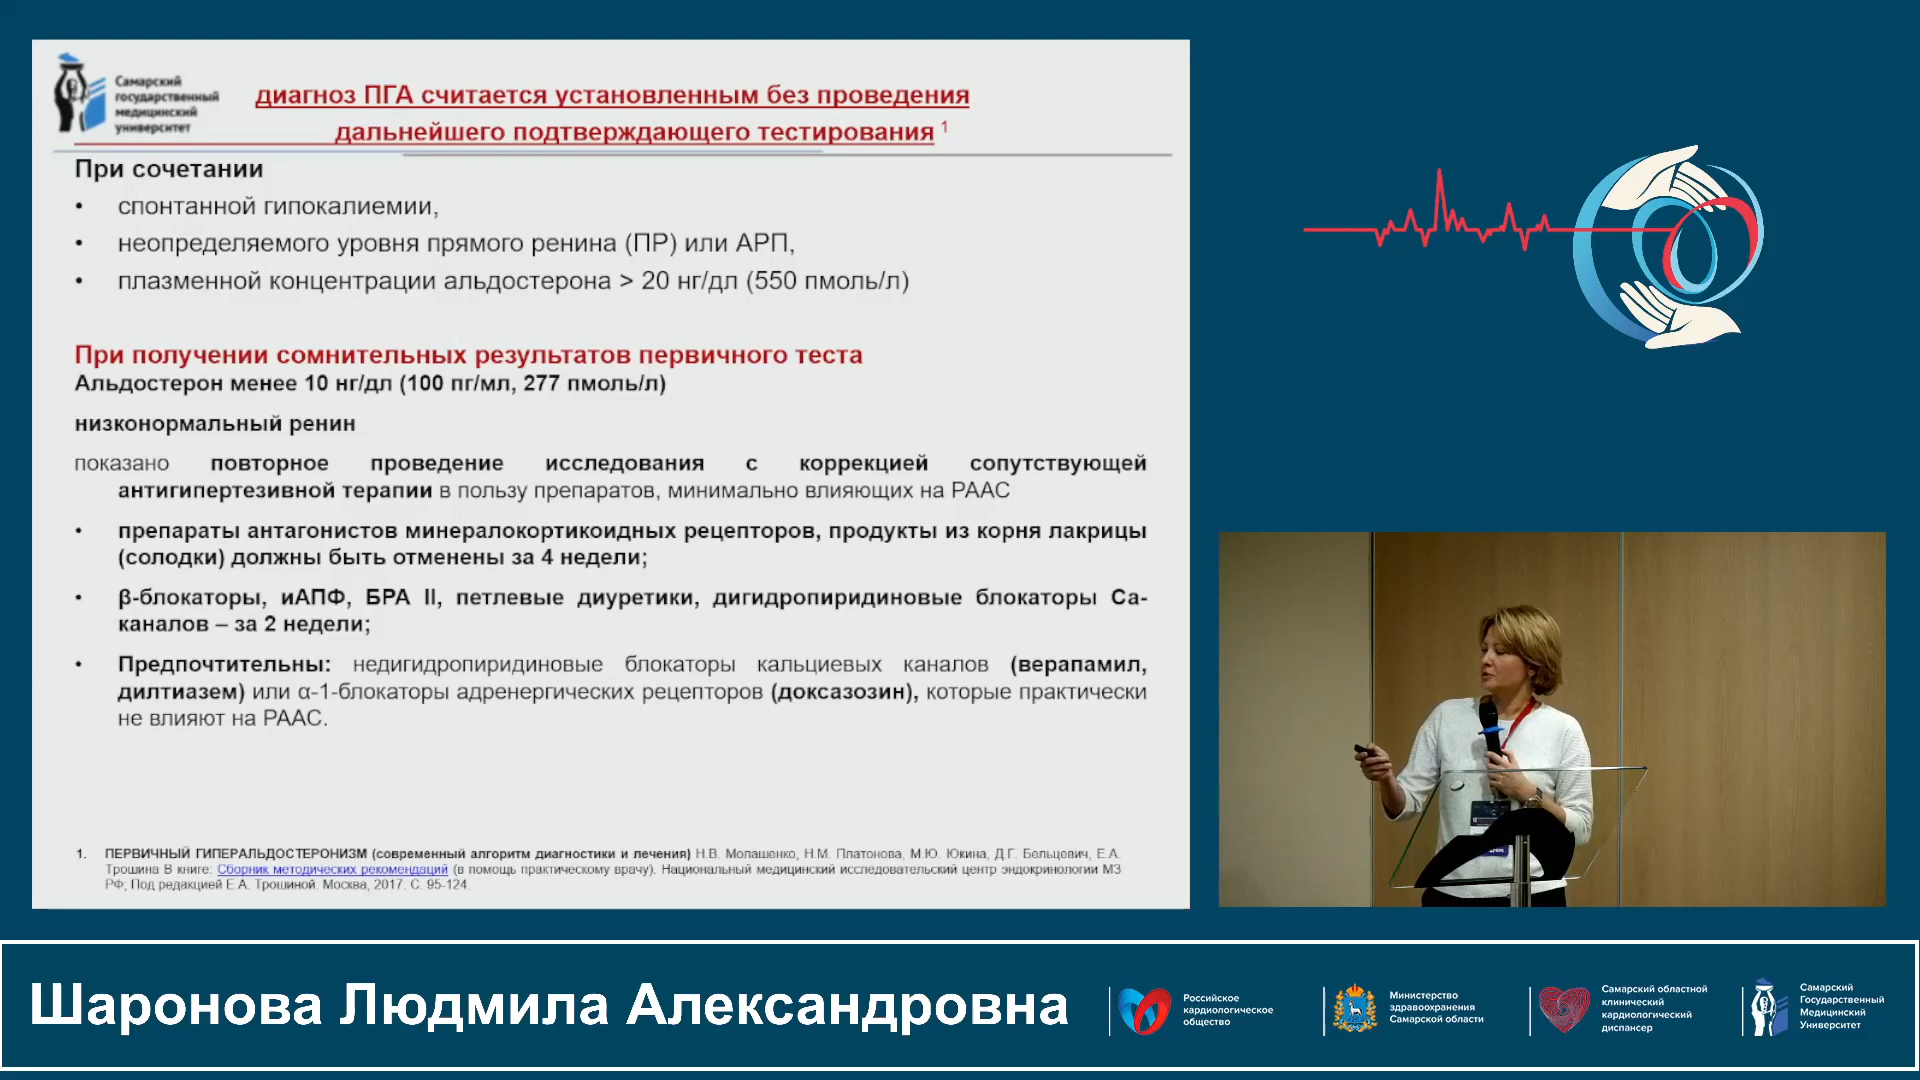 Самарский
государственный
медицинский
университет
диагноз ПГА считается установленным без проведения
дальнейшего подтверждающего тестирования 1
При сочетании
• спонтанной гипокалиемии,
• неопределяемого уровня прямого ренина (ПР) или АРП,
• плазменной концентрации альдостерона > 20 нг/дл (550 пмоль/л)
При получении сомнительных результатов первичного теста
Альдостерон менее 10 нг/дл (100 пг/мл, 277 пмоль/л)
низконормальный ренин
показано повторное проведение исследования с коррекцией сопутствующей
антигипертезивной терапии в пользу препаратов, минимально влияющих на РААС
• препараты антагонистов минералокортикоидных рецепторов, продукты из корня лакрицы
(солодки) должны быть отменены за 4 недели;
• β-блокаторы, иАПФ, БРА II, петлевые диуретики, дигидропиридиновые блокаторы Са-
каналов – за 2 недели;
• Предпочтительны: недигидропиридиновые блокаторы кальциевых каналов (верапамил,
дилтиазем) или α-1-блокаторы адренергических рецепторов (доксазозин), которые практически
не влияют на РААС.
1. ПЕРВИЧНЫЙ ГИПЕРАЛЬДОСТЕРОНИЗМ (современный алгоритм диагностики и лечения) Н.В. Молашенко, Н.М. Платонова, М.Ю. Юкина, Д.Г. Бельцевич, Е.А.
Трошина В книге: Сборник методических рекомендаций (в помощь практическому врачу). Национальный медицинский исследовательский центр эндокринологии МЗ
РФ; Под редакцией Е.А. Трошиной. Москва, 2017. С. 95-124.
Шаронова Людмила Александровна
Российское
кардиологическое
общество
Министерство
здравоохранения
Самарской области
Самарский областной
клинический
кардиологический
диспансер
Самарский
Государственный
Медицинский
Университет